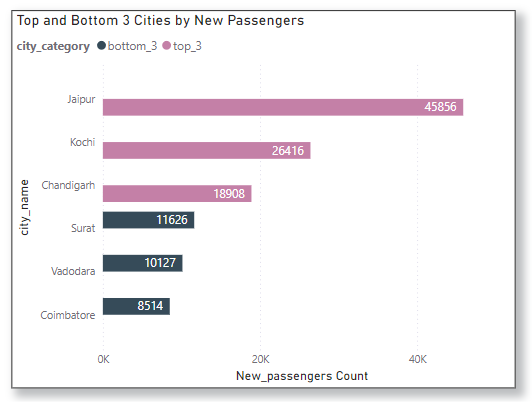 Top and Bottom 3 Cities by New Passengers
city_category bottom_3 top_3
Jaipur 45856
Kochi 26416
Chandigarh 18908
Surat 11626
Vadodara 10127
Coimbatore 8514
city_name
0K 20K 40K
New_passengers Count